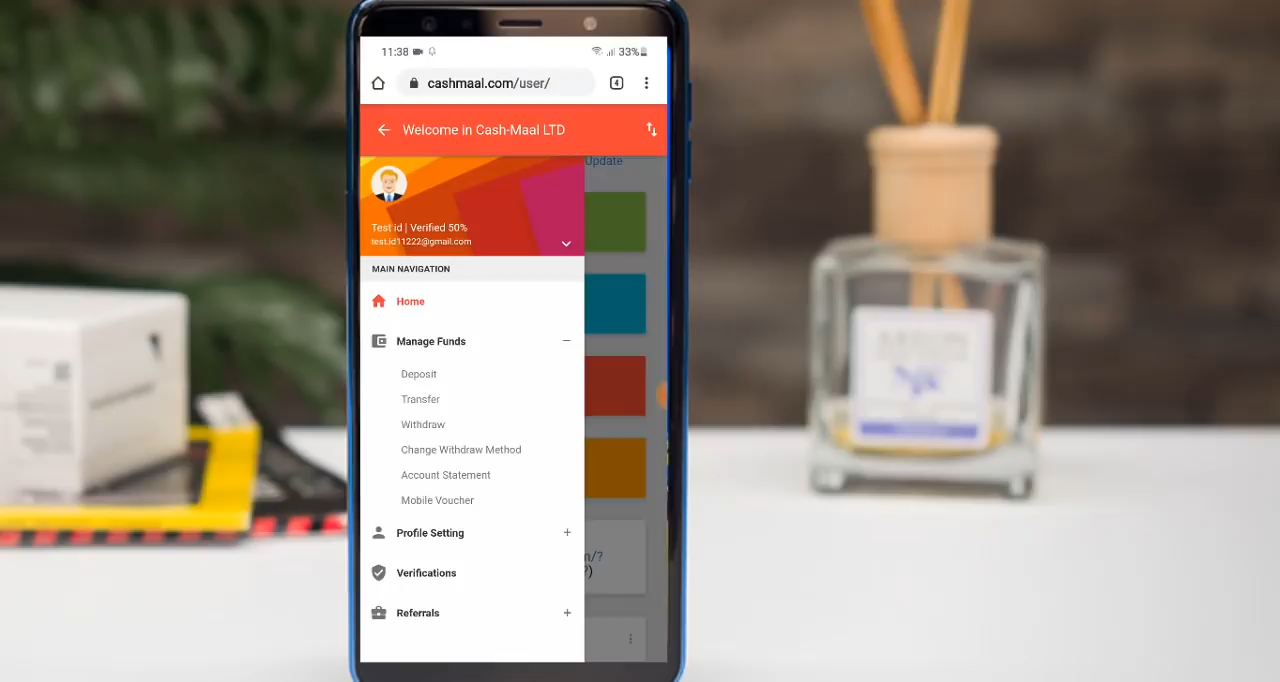 11:38
33%
cashmaal.com/user/
4
Welcome in Cash-Maal LTD
Update
Test id | Verified 50%
test.id11222@gmail.com
MAIN NAVIGATION
Home
Manage Funds
Deposit
Transfer
Withdraw
Change Withdraw Method
Account Statement
Mobile Voucher
Profile Setting
Verifications
Referrals